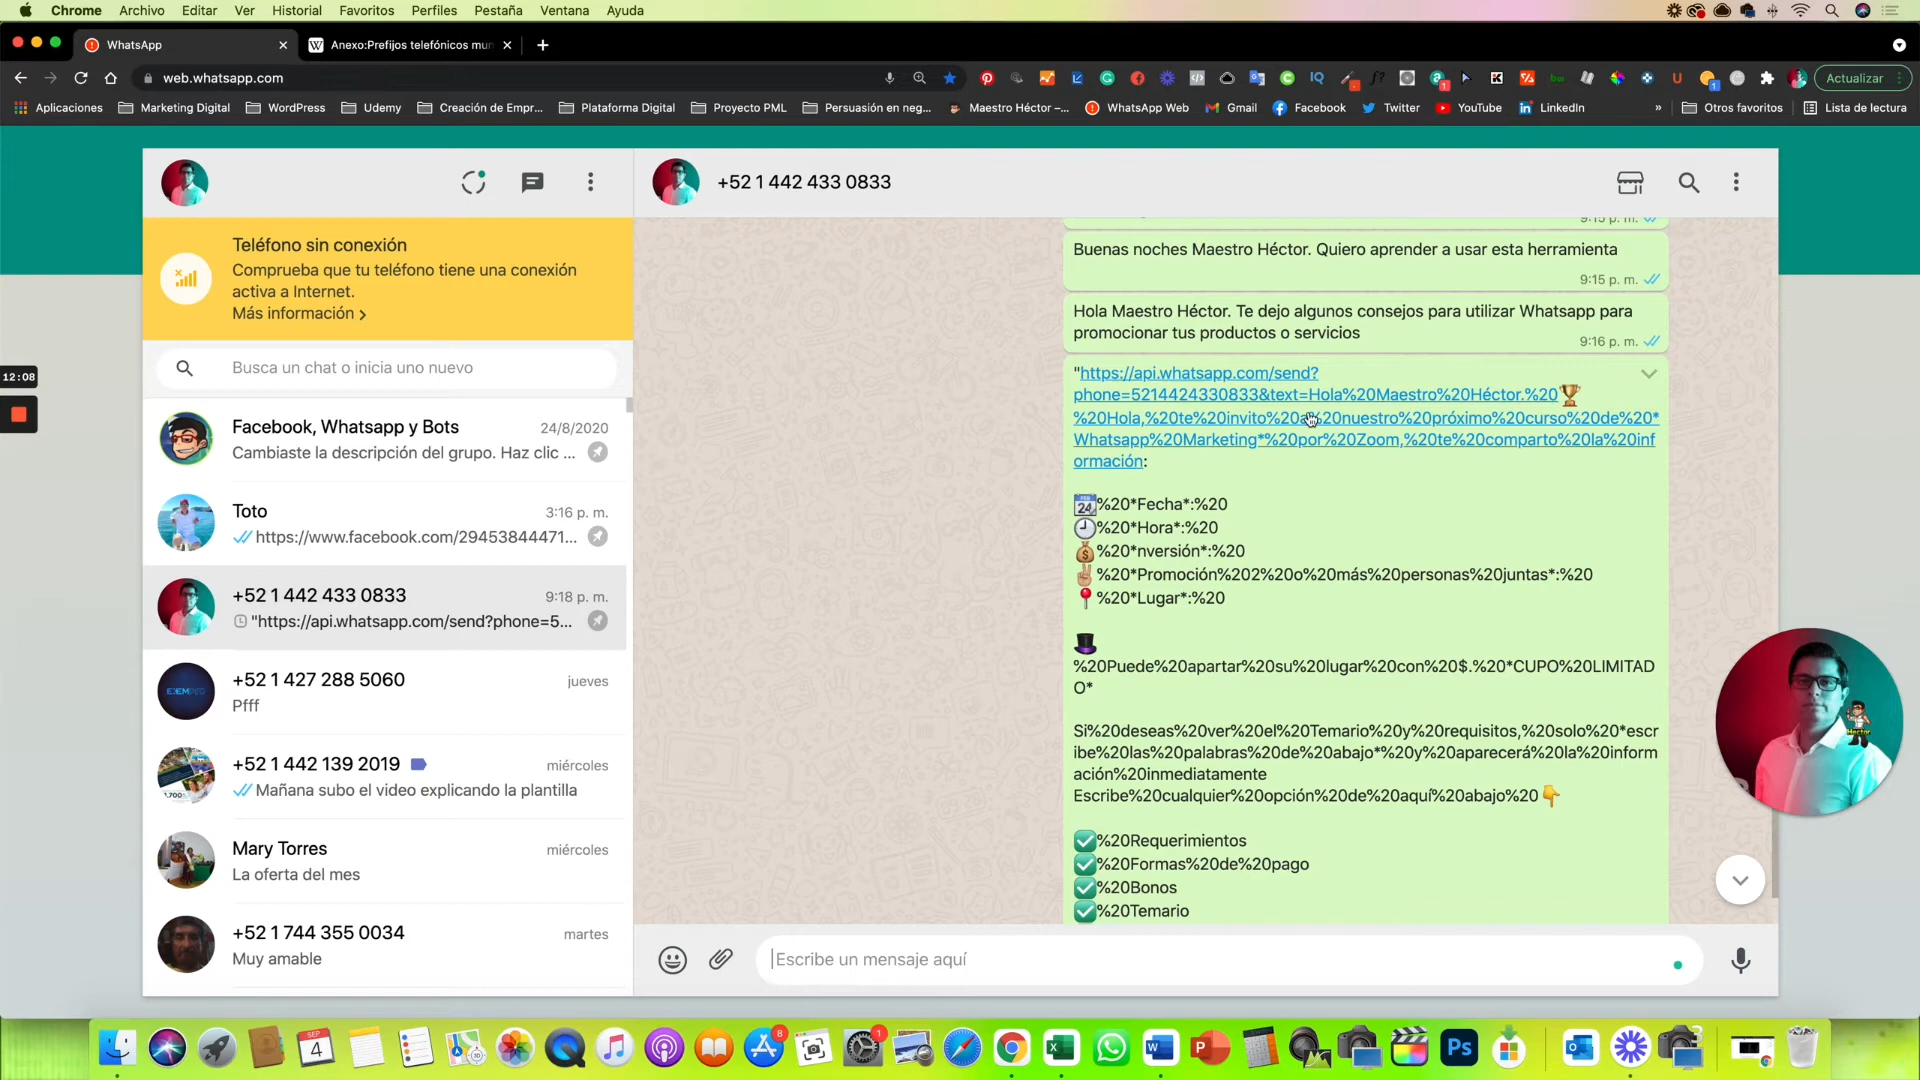 Chrome Archivo Editar Ver Historial Favoritos Perfiles Pestaña Ventana Ayuda
WhatsApp
Anexo:Prefijos telefónicos mun
web.whatsapp.com
Actualizar
Aplicaciones Marketing Digital WordPress Udemy Creación de Empr... Plataforma Digital Proyecto PML Persuasión en neg... Maestro Héctor –... WhatsApp Web Gmail Facebook Twitter YouTube LinkedIn » Otros favoritos Lista de lectura
+52 1 442 433 0833
Teléfono sin conexión
Comprueba que tu teléfono tiene una conexión
activa a Internet.
Más información
12:08
Busca un chat o inicia uno nuevo
Facebook, Whatsapp y Bots 24/8/2020
Cambiaste la descripción del grupo. Haz clic ...
Toto 3:16 p. m.
https://www.facebook.com/29453844471...
+52 1 442 433 0833 9:18 p. m.
"https://api.whatsapp.com/send?phone=5...
+52 1 427 288 5060 jueves
Pfff
+52 1 442 139 2019 miércoles
Mañana subo el video explicando la plantilla
Mary Torres miércoles
La oferta del mes
+52 1 744 355 0034 martes
Muy amable
9:15 p. m.
Buenas noches Maestro Héctor. Quiero aprender a usar esta herramienta
9:15 p. m.
Hola Maestro Héctor. Te dejo algunos consejos para utilizar Whatsapp para
promocionar tus productos o servicios
9:16 p. m.
"https://api.whatsapp.com/send?
phone=5214424330833&text=Hola%20Maestro%20Héctor.%20🏆
%20Hola,%20te%20invito%20a%20nuestro%20próximo%20curso%20de%20*
Whatsapp%20Marketing*%20por%20Zoom,%20te%20comparto%20la%20inf
ormación:
%20*Fecha*:%20
%20*Hora*:%20
%20*nversión*:%20
%20*Promoción%202%20o%20más%20personas%20juntas*:%20
%20*Lugar*:%20
%20Puede%20apartar%20su%20lugar%20con%20$.%20*CUPO%20LIMITAD
O*
Si%20deseas%20ver%20el%20Temario%20y%20requisitos,%20solo%20*escr
ibe%20las%20palabras%20de%20abajo*%20y%20aparecerá%20la%20inform
ación%20inmediatamente
Escribe%20cualquier%20opción%20de%20aquí%20abajo%20👇
✅%20Requerimientos
✅%20Formas%20de%20pago
✅%20Bonos
✅%20Temario
Escribe un mensaje aquí
Héctor
SEP
4
8
1
Ps